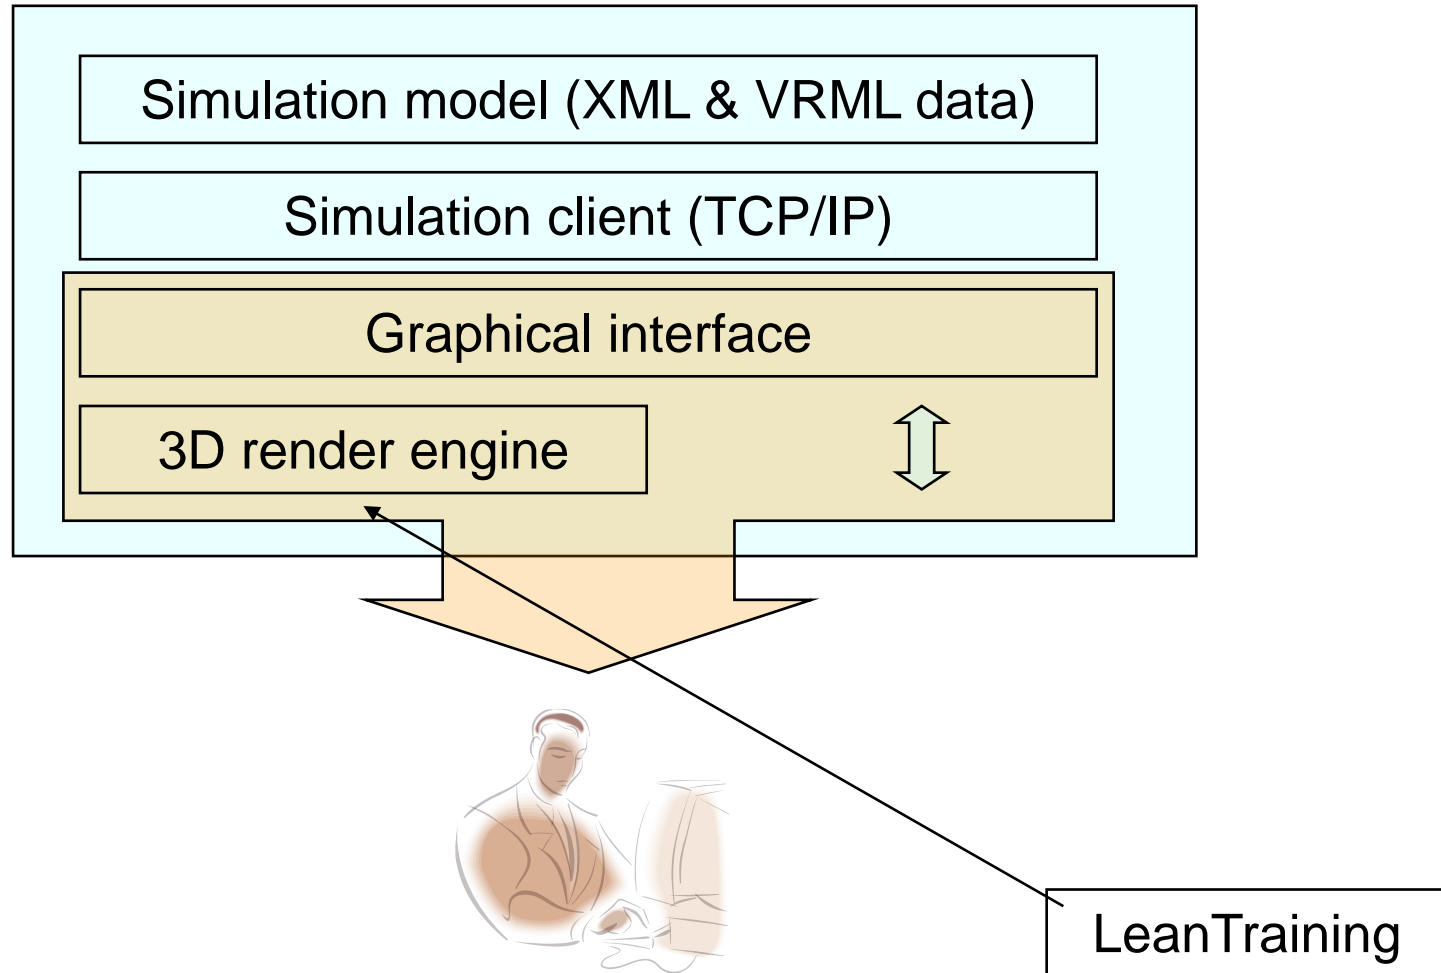 Simulation model (XML & VRML data)
Simulation client (TCP/IP)
Graphical interface
3D render engine
LeanTraining